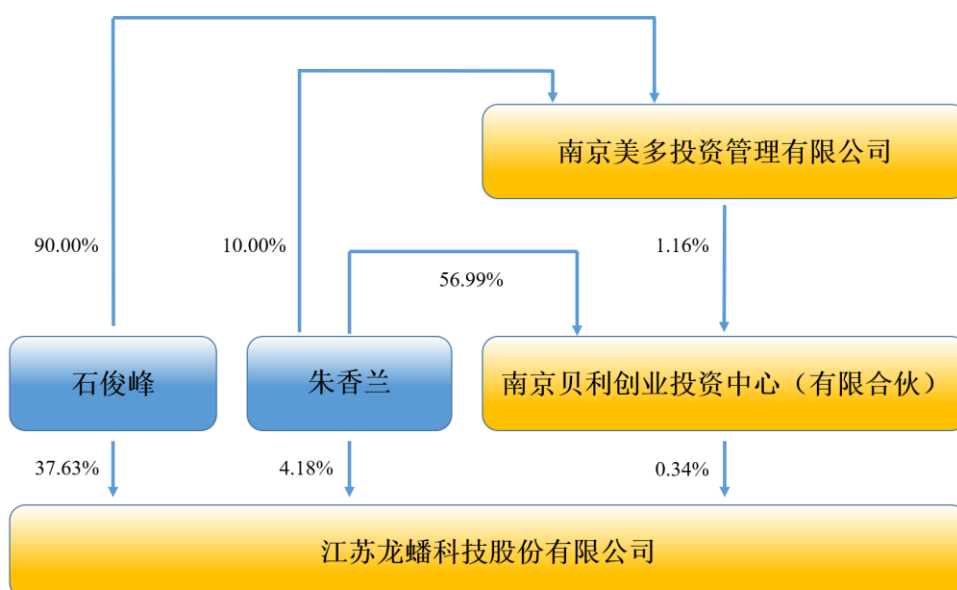 南京美多投资管理有限公司
90.00%
10.00%
1.16%
56.99%
石俊峰
朱香兰
南京贝利创业投资中心（有限合伙）
37.63%
4.18%
0.34%
江苏龙蟠科技股份有限公司